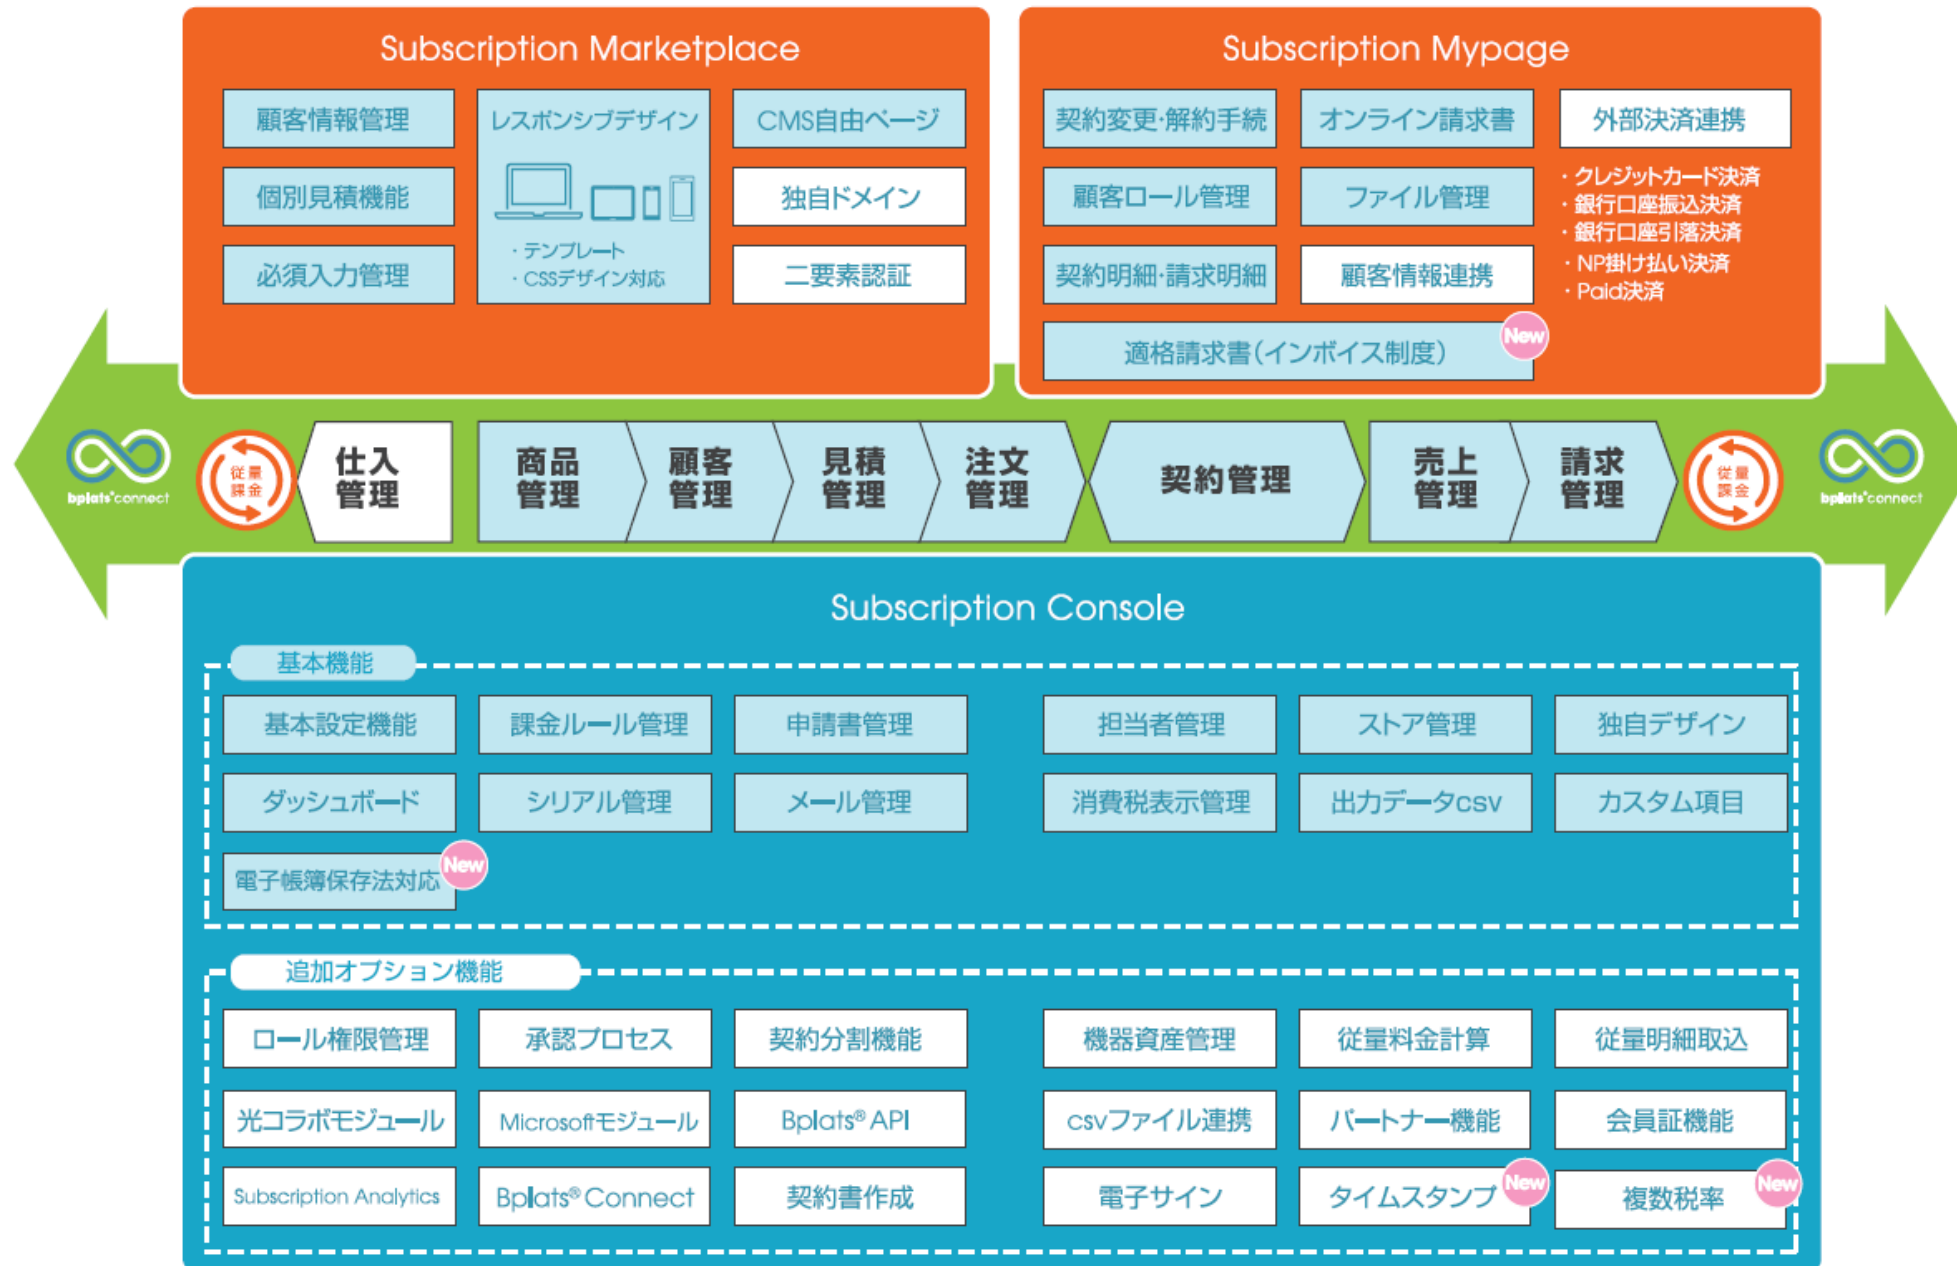 Subscription Marketplace
顧客情報管理
レスポンシブデザイン
CMS自由ページ
個別見積機能
独自ドメイン
・テンプレート
・CSSデザイン対応
必須入力管理
二要素認証
Subscription Mypage
契約変更・解約手続
オンライン請求書
外部決済連携
・クレジットカード決済
・銀行口座振込決済
・銀行口座引落決済
・NP掛け払い決済
・Paid決済
顧客ロール管理
ファイル管理
契約明細・請求明細
顧客情報連携
適格請求書(インボイス制度)
New
bplats®connect
従量
課金
仕入
管理
商品
管理
顧客
管理
見積
管理
注文
管理
契約管理
売上
管理
請求
管理
従量
課金
bplats®connect
Subscription Console
基本機能
基本設定機能
課金ルール管理
申請書管理
担当者管理
ストア管理
独自デザイン
ダッシュボード
シリアル管理
メール管理
消費税表示管理
出力データcsv
カスタム項目
電子帳簿保存法対応
New
追加オプション機能
ロール権限管理
承認プロセス
契約分割機能
機器資産管理
従量料金計算
従量明細取込
光コラボモジュール
Microsoftモジュール
Bplats® API
csvファイル連携
パートナー機能
会員証機能
Subscription Analytics
Bplats® Connect
契約書作成
電子サイン
タイムスタンプ
New
複数税率
New